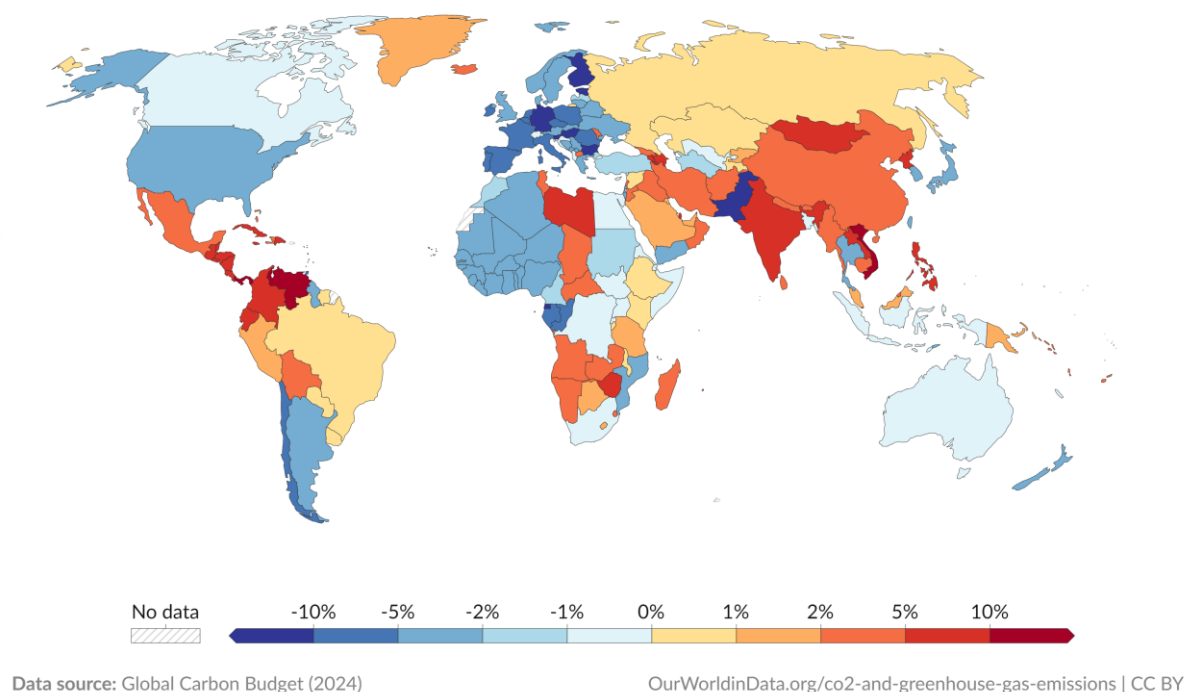 No data
-10% -5% -2% -1% 0% 1% 2% 5% 10%
Data source: Global Carbon Budget (2024)
OurWorldinData.org/co2-and-greenhouse-gas-emissions | CC BY